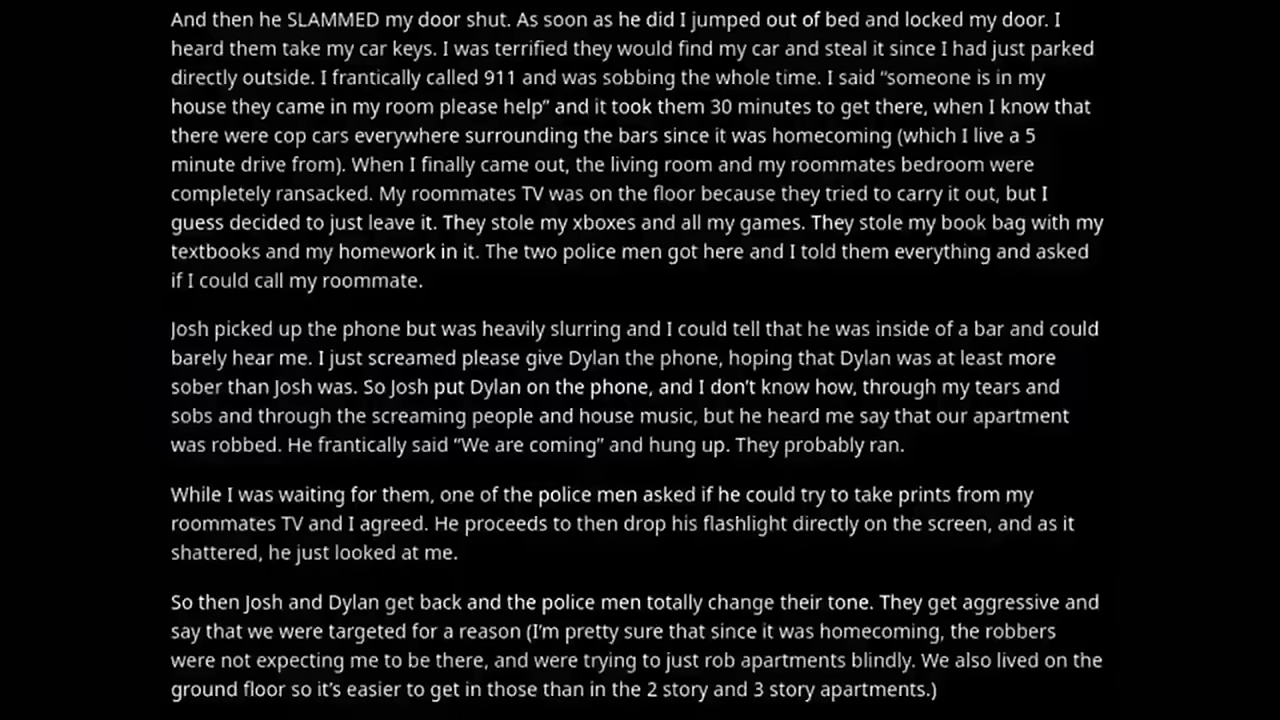 And then he SLAMMED my door shut. As soon as he did I jumped out of bed and locked my door. I
heard them take my car keys. I was terrified they would find my car and steal it since I had just parked
directly outside. I frantically called 911 and was sobbing the whole time. I said “someone is in my
house they came in my room please help” and it took them 30 minutes to get there, when I know that
there were cop cars everywhere surrounding the bars since it was homecoming (which I live a 5
minute drive from). When I finally came out, the living room and my roommates bedroom were
completely ransacked. My roommates TV was on the floor because they tried to carry it out, but I
guess decided to just leave it. They stole my xboxes and all my games. They stole my book bag with my
textbooks and my homework in it. The two police men got here and I told them everything and asked
if I could call my roommate.
Josh picked up the phone but was heavily slurring and I could tell that he was inside of a bar and could
barely hear me. I just screamed please give Dylan the phone, hoping that Dylan was at least more
sober than Josh was. So Josh put Dylan on the phone, and I don’t know how, through my tears and
sobs and through the screaming people and house music, but he heard me say that our apartment
was robbed. He frantically said “We are coming” and hung up. They probably ran.
While I was waiting for them, one of the police men asked if he could try to take prints from my
roommates TV and I agreed. He proceeds to then drop his flashlight directly on the screen, and as it
shattered, he just looked at me.
So then Josh and Dylan get back and the police men totally change their tone. They get aggressive and
say that we were targeted for a reason (I’m pretty sure that since it was homecoming, the robbers
were not expecting me to be there, and were trying to just rob apartments blindly. We also lived on the
ground floor so it’s easier to get in those than in the 2 story and 3 story apartments.)